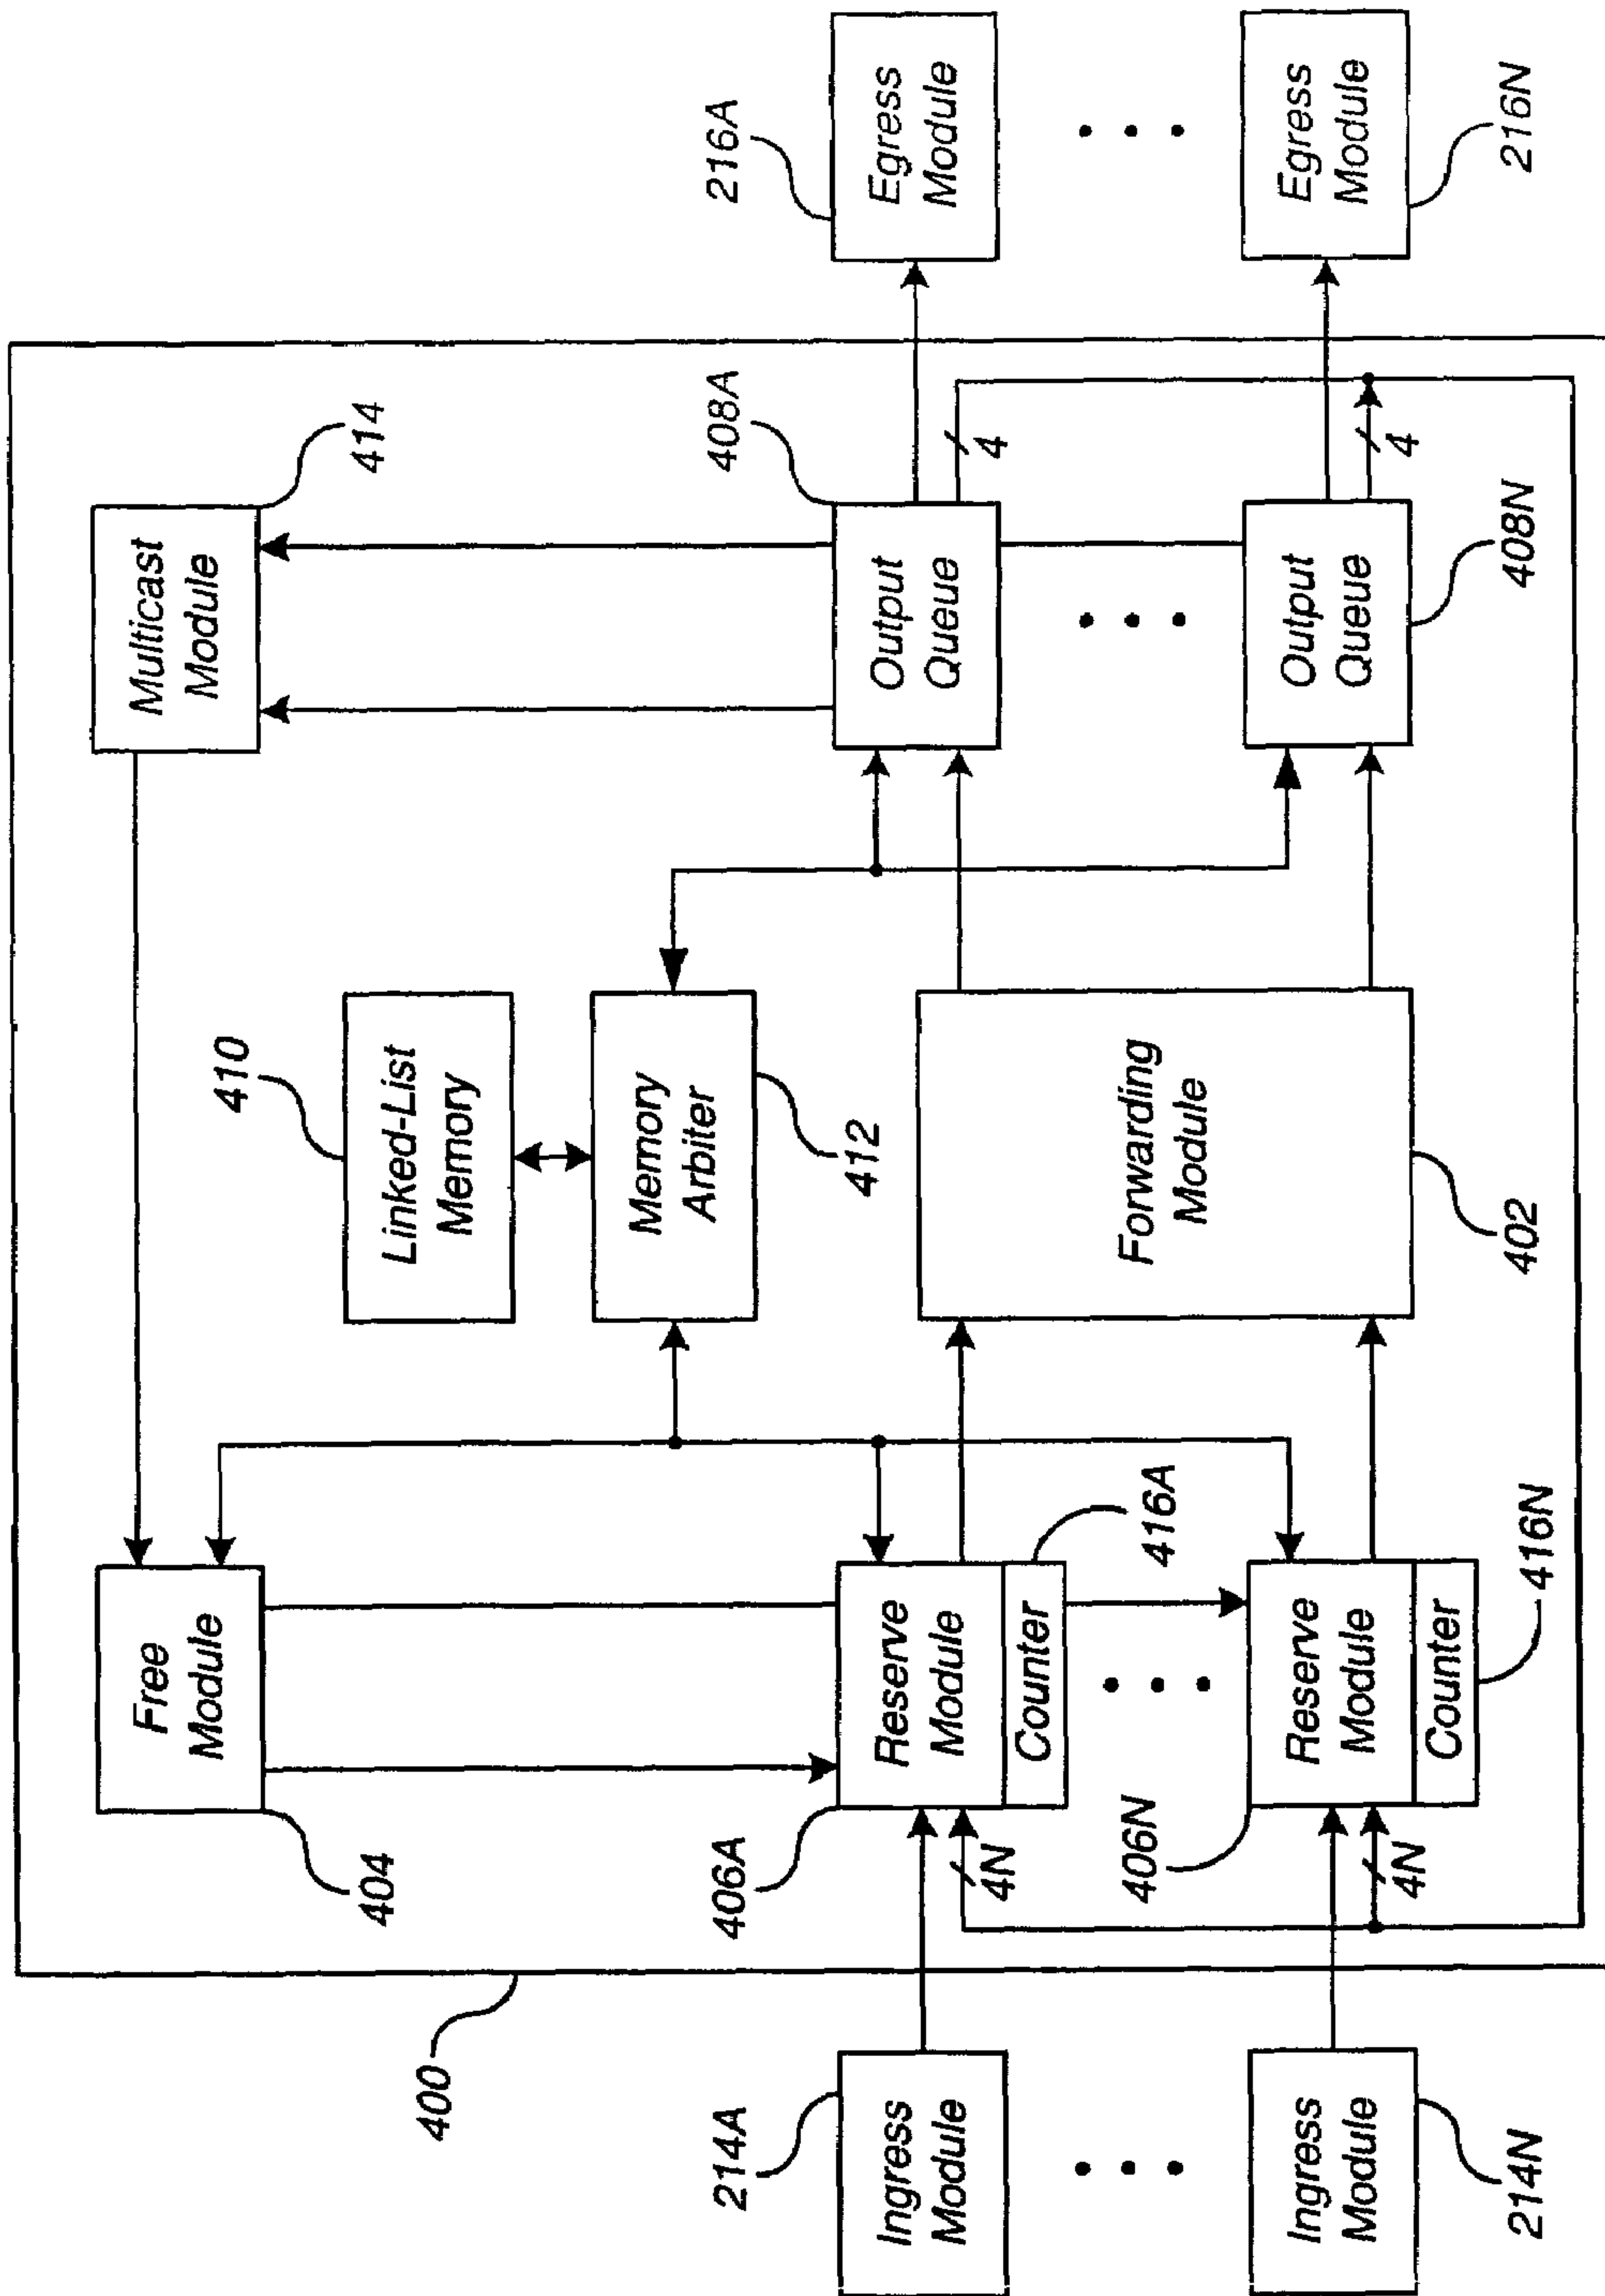 400
Free
Module
404
Multicast
Module
414
Linked-List
Memory
410
Memory
Arbiter
412
214A
Ingress
Module
406A
Reserve
Module
Counter
416A
4N
Forwarding
Module
402
408A
Output
Queue
4
216A
Egress
Module
214N
Ingress
Module
406N
Reserve
Module
Counter
416N
4N
Output
Queue
408N
4
Egress
Module
216N